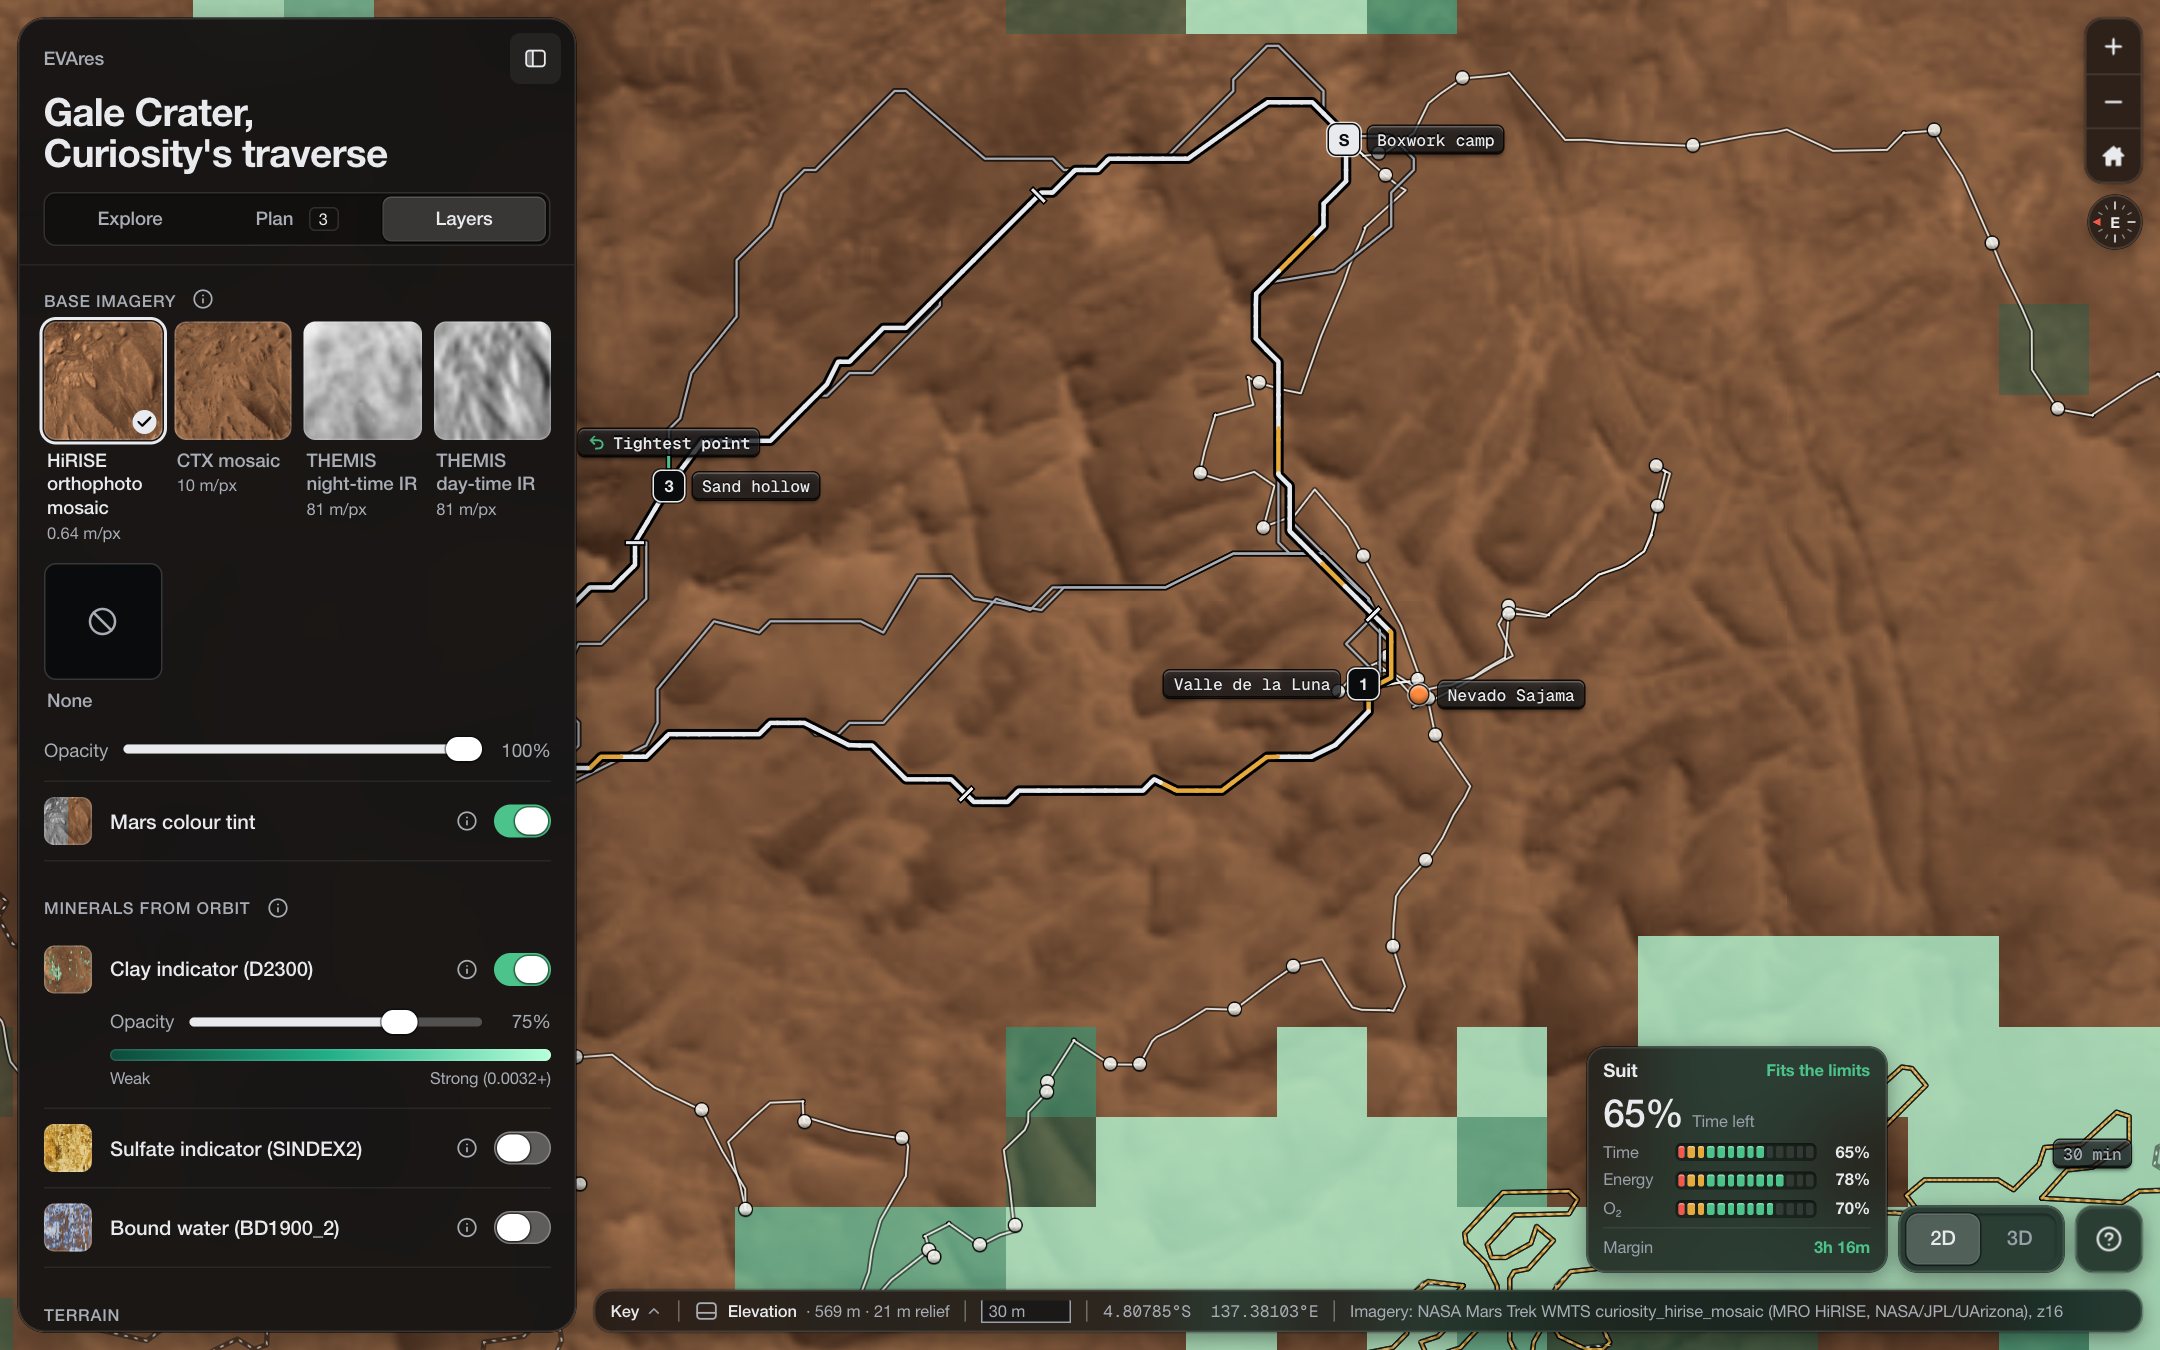 EVAres
Gale Crater,
Curiosity's traverse
Explore
Plan 3
Layers
BASE IMAGERY
HiRISE
orthophoto
mosaic
0.64 m/px
CTX mosaic
10 m/px
THEMIS
night-time IR
81 m/px
THEMIS
day-time IR
81 m/px
None
Opacity 100%
Mars colour tint
MINERALS FROM ORBIT
Clay indicator (D2300)
Opacity 75%
Weak Strong (0.0032+)
Sulfate indicator (SINDEX2)
Bound water (BD1900_2)
TERRAIN
S Boxwork camp
Tightest point
3 Sand hollow
Valle de la Luna 1
Nevado Sajama
E
30 min
Suit Fits the limits
65% Time left
Time 65%
Energy 78%
O₂ 70%
Margin 3h 16m
2D 3D
Key
Elevation · 569 m · 21 m relief
30 m
4.80785°S 137.38103°E
Imagery: NASA Mars Trek WMTS curiosity_hirise_mosaic (MRO HiRISE, NASA/JPL/UArizona), z16